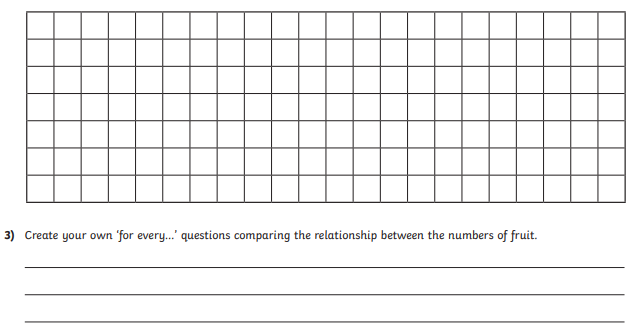 3) Create your own ‘for every...’ questions comparing the relationship between the numbers of fruit.